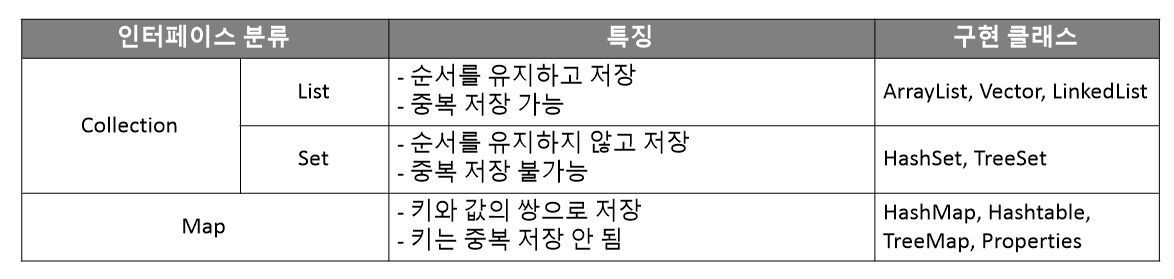 인터페이스 분류 특징 구현 클래스
Collection
List
- 순서를 유지하고 저장
- 중복 저장 가능
ArrayList, Vector, LinkedList
Set
- 순서를 유지하지 않고 저장
- 중복 저장 불가능
HashSet, TreeSet
Map
- 키와 값의 쌍으로 저장
- 키는 중복 저장 안 됨
HashMap, Hashtable,
TreeMap, Properties